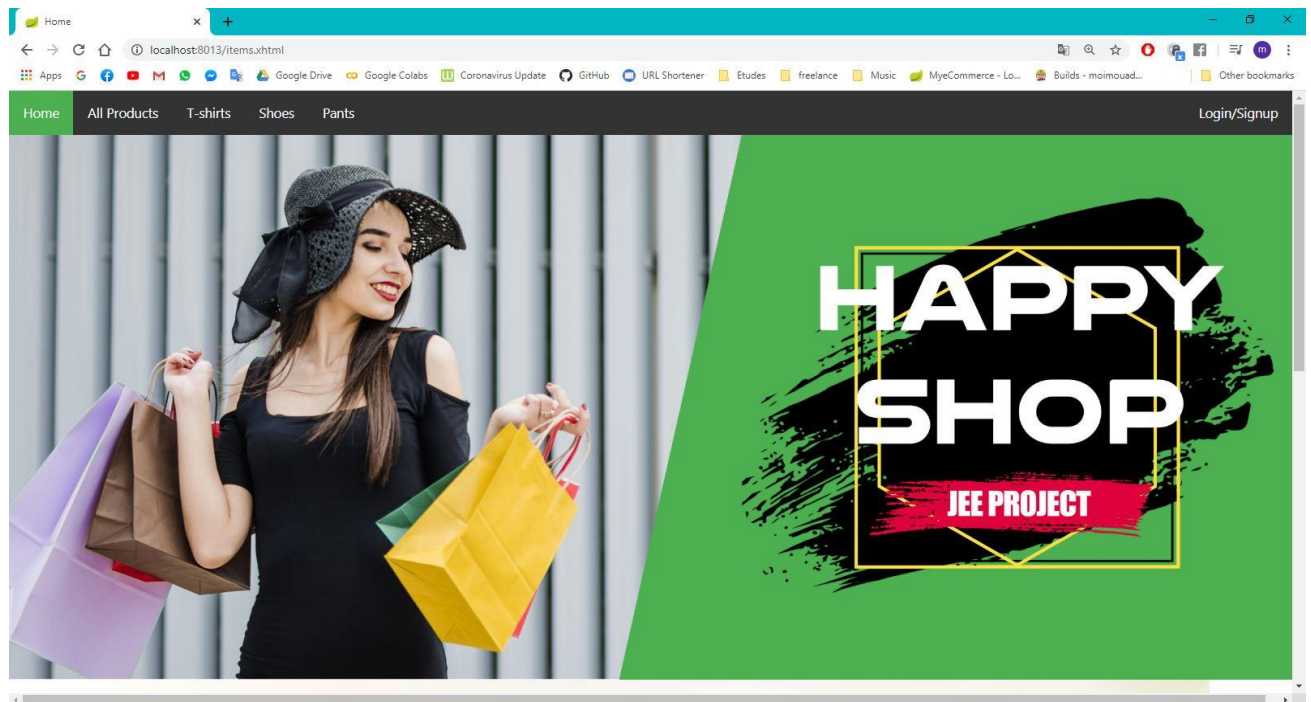 Home
localhost:8013/items.xhtml
Apps Google Drive Google Colabs Coronavirus Update GitHub URL Shortener Etudes freelance Music MyeCommerce - Lo... Builds - moimouad... Other bookmarks
Home All Products T-shirts Shoes Pants Login/Signup
HAPPY
SHOP
JEE PROJECT